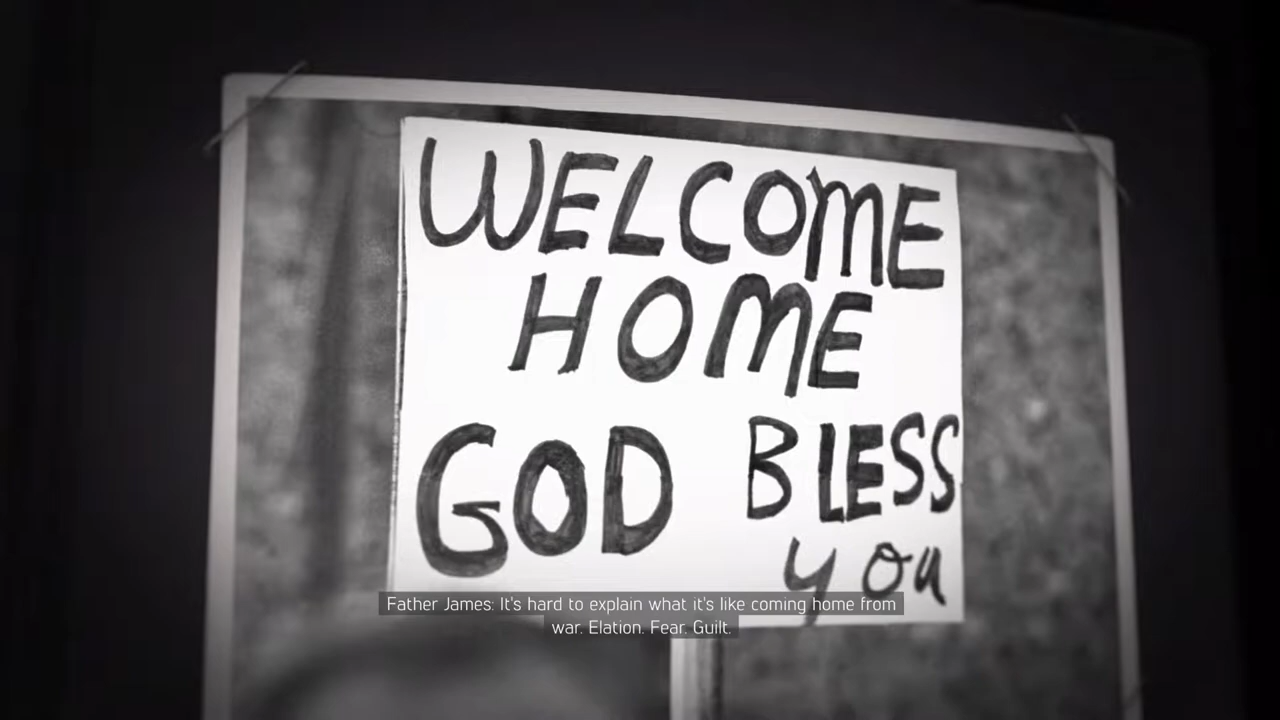 WELCOME
HOME
GOD BLESS
you
Father James: It's hard to explain what it's like coming home from
war. Elation. Fear. Guilt.